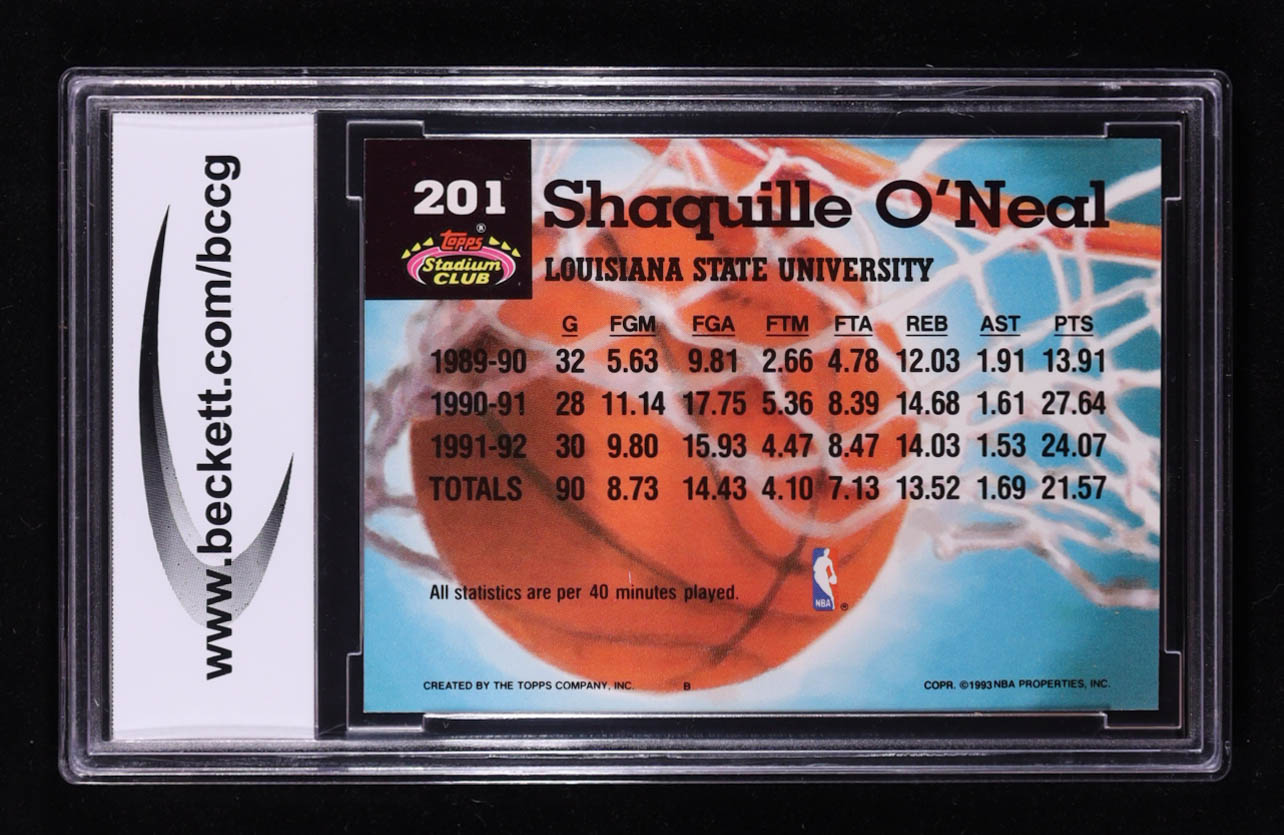 www.beckett.com/bccg
201
Shaquille O'Neal
Topps ®
Stadium
CLUB
LOUISIANA STATE UNIVERSITY
G FGM FGA FTM FTA REB AST PTS
1989-90 32 5.63 9.81 2.66 4.78 12.03 1.91 13.91
1990-91 28 11.14 17.75 5.36 8.39 14.68 1.61 27.64
1991-92 30 9.80 15.93 4.47 8.47 14.03 1.53 24.07
TOTALS 90 8.73 14.43 4.10 7.13 13.52 1.69 21.57
All statistics are per 40 minutes played.
NBA ®
CREATED BY THE TOPPS COMPANY, INC. B COPR. ©1993 NBA PROPERTIES, INC.